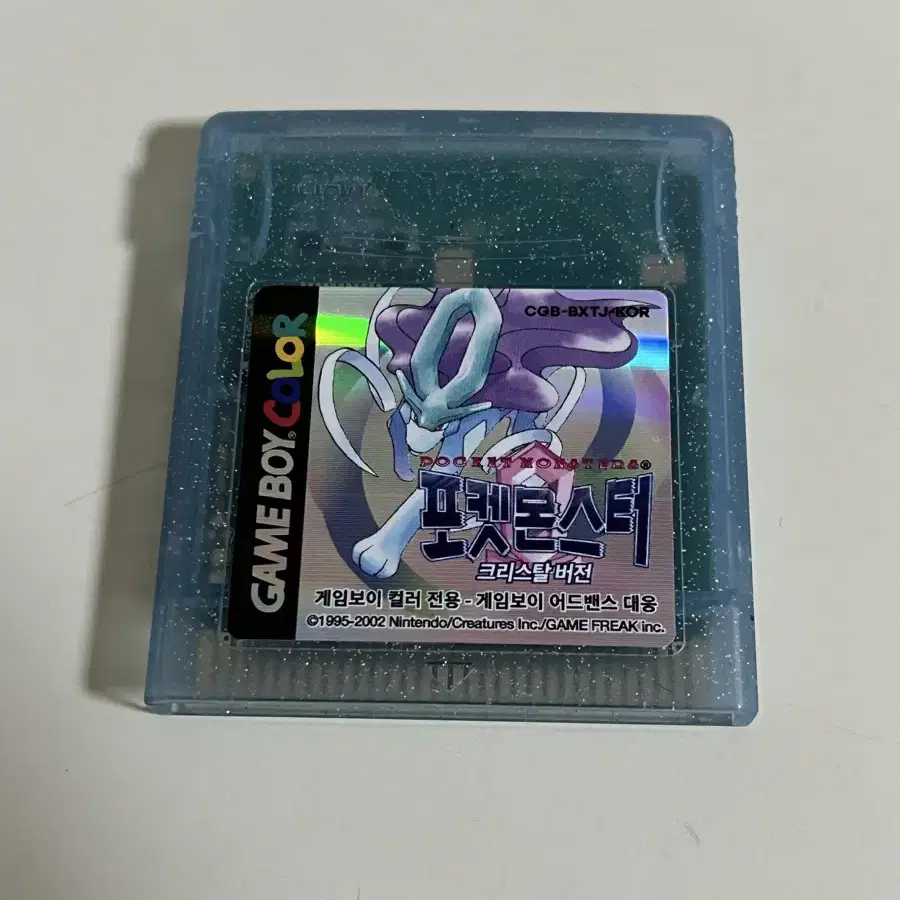 GAME BOY COLOR
CGB-BXTJ-KOR
POCKET MONSTERS®
포켓몬스터
크리스탈 버전
게임보이 컬러 전용 - 게임보이 어드밴스 대응
©1995-2002 Nintendo/Creatures Inc./GAME FREAK inc.